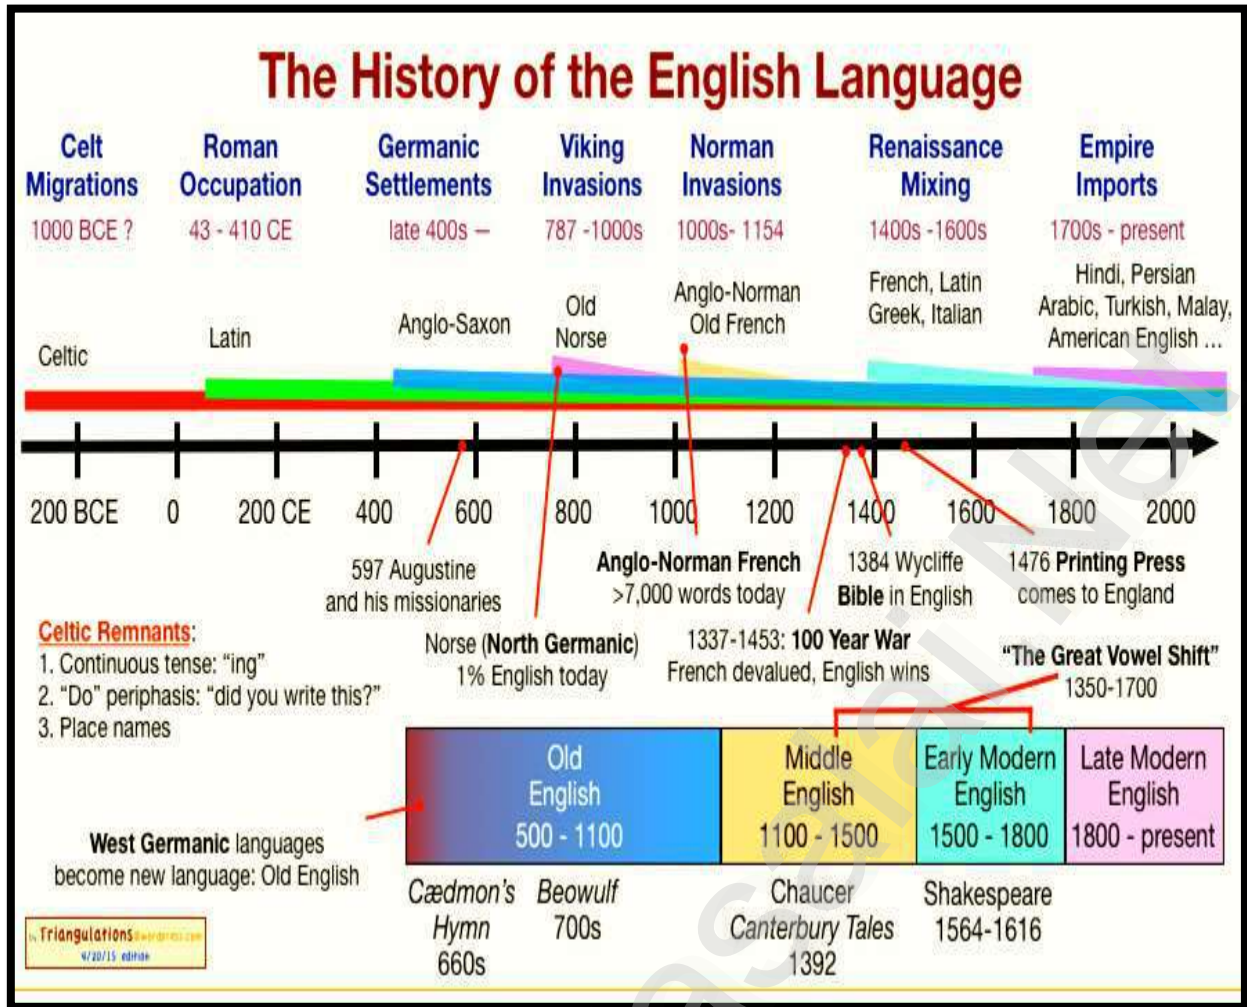 The History of the English Language
Celt
Migrations
1000 BCE ?
Roman
Occupation
43 - 410 CE
Germanic
Settlements
late 400s —
Viking
Invasions
787 -1000s
Norman
Invasions
1000s- 1154
Renaissance
Mixing
1400s -1600s
Empire
Imports
1700s - present
Celtic
Latin
Anglo-Saxon
Old
Norse
Anglo-Norman
Old French
French, Latin
Greek, Italian
Hindi, Persian
Arabic, Turkish, Malay,
American English ...
200 BCE 0 200 CE 400 600 800 1000 1200 1400 1600 1800 2000
597 Augustine
and his missionaries
Norse (North Germanic)
1% English today
Anglo-Norman French
>7,000 words today
1337-1453: 100 Year War
French devalued, English wins
1384 Wycliffe
Bible in English
1476 Printing Press
comes to England
"The Great Vowel Shift"
1350-1700
Celtic Remnants:
1. Continuous tense: "ing"
2. "Do" periphasis: "did you write this?"
3. Place names
West Germanic languages
become new language: Old English
Old
English
500 - 1100
Middle
English
1100 - 1500
Early Modern
English
1500 - 1800
Late Modern
English
1800 - present
Cædmon's
Hymn
660s
Beowulf
700s
Chaucer
Canterbury Tales
1392
Shakespeare
1564-1616
Triangulations
4/20/15 edition